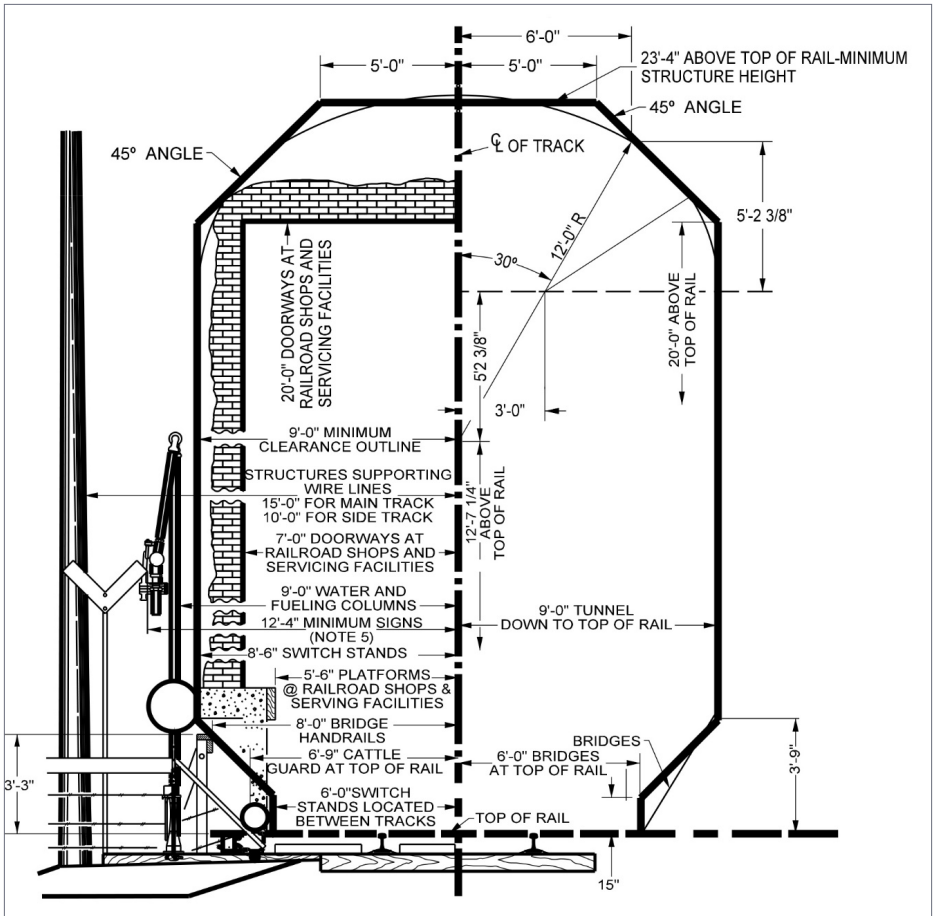 6'-0"
5'-0"
5'-0"
23'-4" ABOVE TOP OF RAIL-MINIMUM
STRUCTURE HEIGHT
45º ANGLE
45º ANGLE
℄ OF TRACK
5'-2 3/8"
12'-0" R
30º
20'-0" DOORWAYS AT
RAILROAD SHOPS AND
SERVICING FACILITIES
5'2 3/8"
20'-0" ABOVE
TOP OF RAIL
3'-0"
9'-0" MINIMUM
CLEARANCE OUTLINE
STRUCTURES SUPPORTING
WIRE LINES
15'-0" FOR MAIN TRACK
10'-0" FOR SIDE TRACK
12'-7 1/4"
ABOVE
TOP OF RAIL
7'-0" DOORWAYS AT
RAILROAD SHOPS AND
SERVICING FACILITIES
9'-0" WATER AND
FUELING COLUMNS
9'-0" TUNNEL
DOWN TO TOP OF RAIL
12'-4" MINIMUM SIGNS
(NOTE 5)
8'-6" SWITCH STANDS
5'-6" PLATFORMS
@ RAILROAD SHOPS &
SERVING FACILITIES
8'-0" BRIDGE
HANDRAILS
BRIDGES
6'-9" CATTLE
GUARD AT TOP OF RAIL
6'-0" BRIDGES
AT TOP OF RAIL
3'-9"
3'-3"
6'-0"SWITCH
STANDS LOCATED
BETWEEN TRACKS
TOP OF RAIL
15"